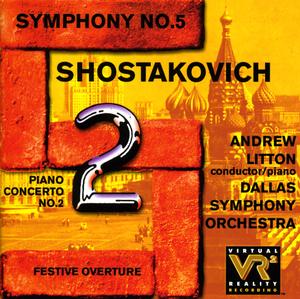 SYMPHONY NO.5
SHOSTAKOVICH
2
PIANO
CONCERTO
NO.2
ANDREW
LITTON
conductor/piano
DALLAS
SYMPHONY
ORCHESTRA
FESTIVE OVERTURE
VIRTUAL
VR²
REALITY
RECORDING